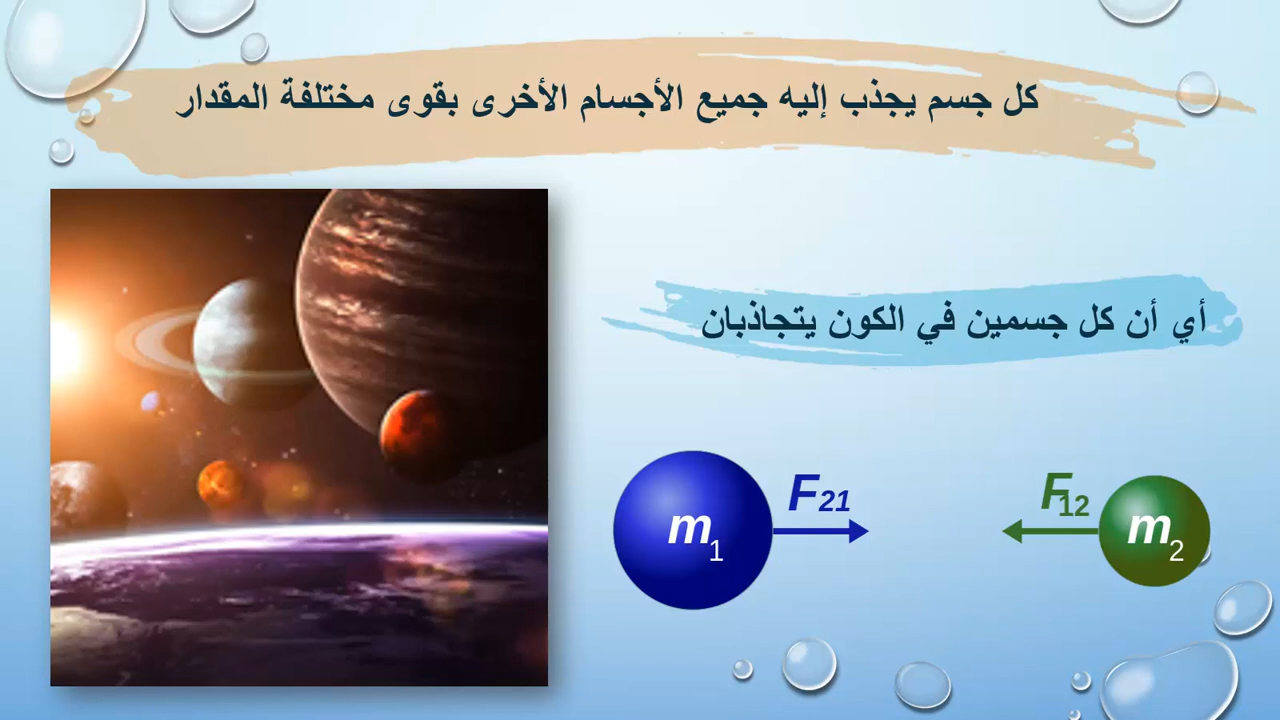 كل جسم يجذب إليه جميع الأجسام الأخرى بقوى مختلفة المقدار
أي أن كل جسمين في الكون يتجاذبان
F21
F12
m1
m2